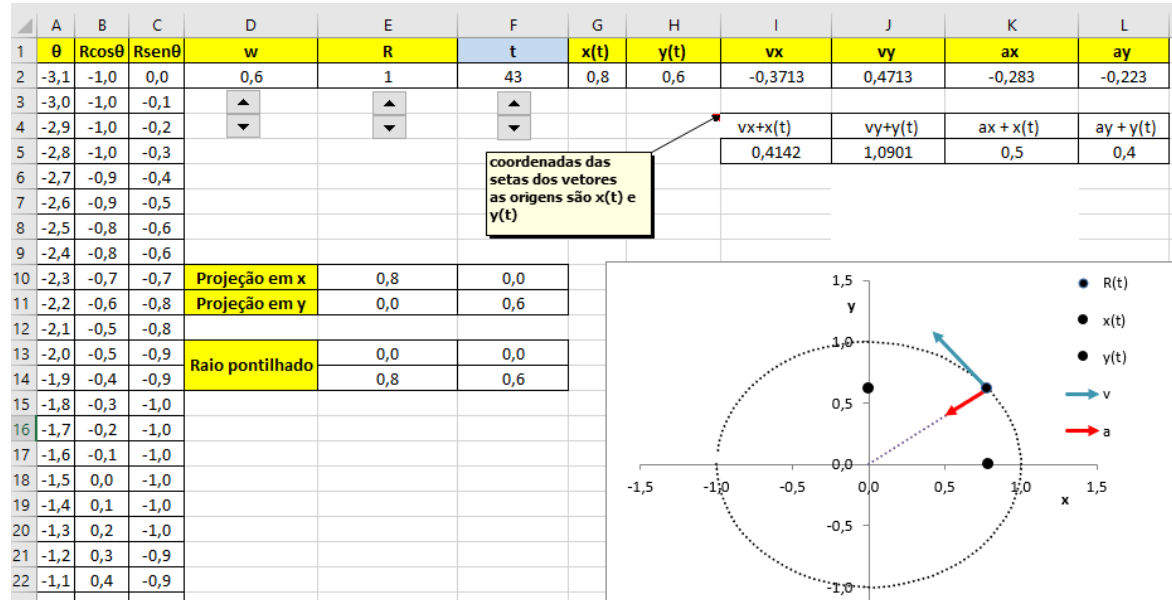 A B C D E F G H I J K L
1 θ Rcosθ Rsenθ w R t x(t) y(t) vx vy ax ay
2 -3,1 -1,0 0,0 0,6 1 43 0,8 0,6 -0,3713 0,4713 -0,283 -0,223
3 -3,0 -1,0 -0,1
4 -2,9 -1,0 -0,2 vx+x(t) vy+y(t) ax + x(t) ay + y(t)
5 -2,8 -1,0 -0,3 0,4142 1,0901 0,5 0,4
coordenadas das
setas dos vetores
as origens são x(t) e
y(t)
6 -2,7 -0,9 -0,4
7 -2,6 -0,9 -0,5
8 -2,5 -0,8 -0,6
9 -2,4 -0,8 -0,6
10 -2,3 -0,7 -0,7 Projeção em x 0,8 0,0
11 -2,2 -0,6 -0,8 Projeção em y 0,0 0,6
12 -2,1 -0,5 -0,8
13 -2,0 -0,5 -0,9 0,0 0,0
Raio pontilhado
14 -1,9 -0,4 -0,9 0,8 0,6
15 -1,8 -0,3 -1,0
16 -1,7 -0,2 -1,0
17 -1,6 -0,1 -1,0
18 -1,5 0,0 -1,0
19 -1,4 0,1 -1,0
20 -1,3 0,2 -1,0
21 -1,2 0,3 -0,9
22 -1,1 0,4 -0,9
1,5
y
1,0
0,5
0,0
-1,5 -1,0 -0,5 0,0 0,5 1,0 1,5
x
-0,5
-1,0
R(t)
x(t)
y(t)
v
a